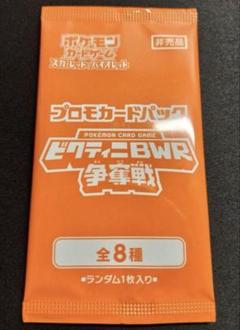 ポケモン
カードゲーム
スカーレット&バイオレット
非売品
プロモカードパック
POKÉMON CARD GAME
ビクティニBWR
争奪戦
全8種
*ランダム1枚入り*